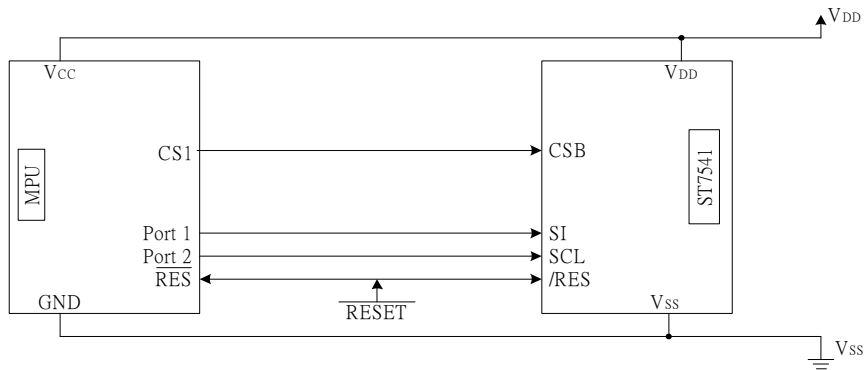 VDD
VCC
VDD
CS1
CSB
MPU
ST7541
Port 1
SI
Port 2
SCL
RES
/RES
RESET
GND
VSS
VSS